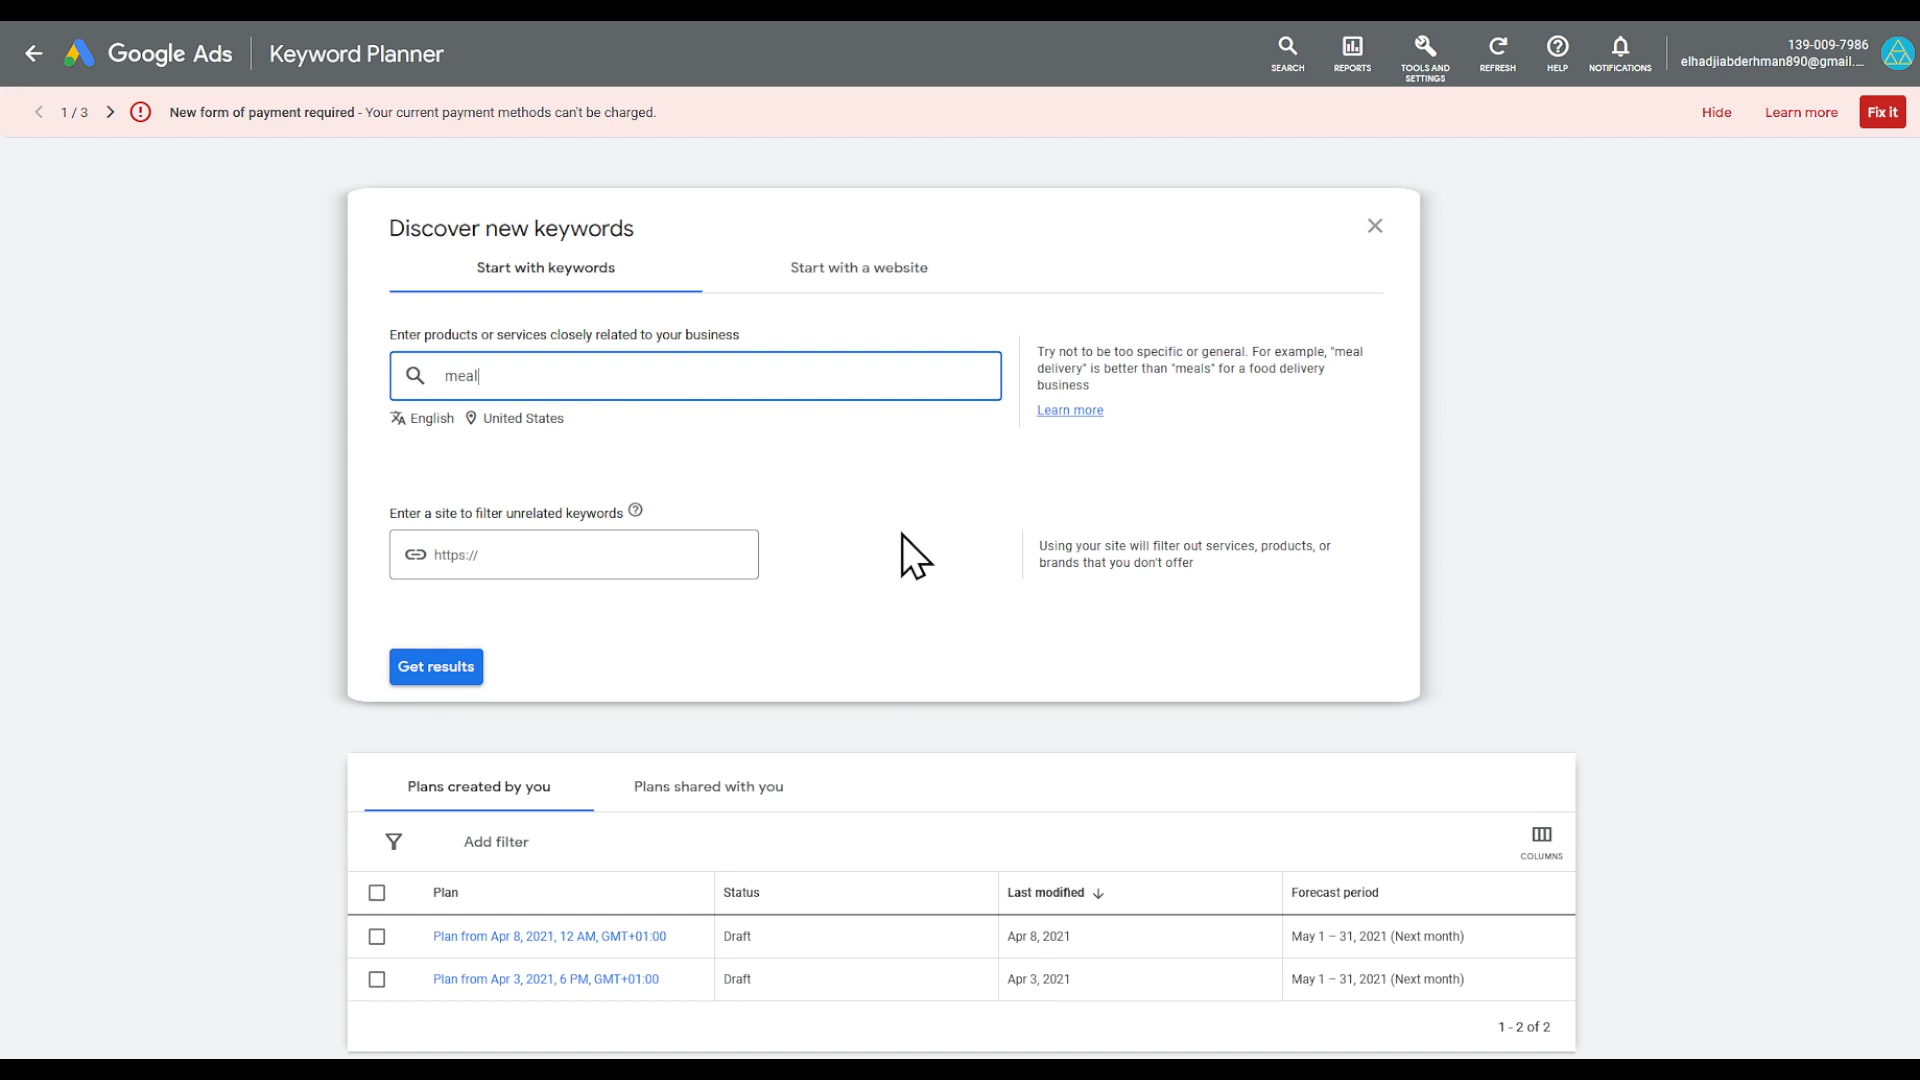 Google Ads Keyword Planner
SEARCH
REPORTS
TOOLS AND
SETTINGS
REFRESH
HELP
NOTIFICATIONS
139-009-7986
elhadjiabderhman890@gmail....
1 / 3
New form of payment required - Your current payment methods can't be charged.
Hide
Learn more
Fix it
Discover new keywords
Start with keywords
Start with a website
Enter products or services closely related to your business
meal
English
United States
Try not to be too specific or general. For example, "meal
delivery" is better than "meals" for a food delivery
business
Learn more
Enter a site to filter unrelated keywords
https://
Using your site will filter out services, products, or
brands that you don't offer
Get results
Plans created by you
Plans shared with you
Add filter
COLUMNS
Plan Status Last modified Forecast period
Plan from Apr 8, 2021, 12 AM, GMT+01:00 Draft Apr 8, 2021 May 1 – 31, 2021 (Next month)
Plan from Apr 3, 2021, 6 PM, GMT+01:00 Draft Apr 3, 2021 May 1 – 31, 2021 (Next month)
1 - 2 of 2